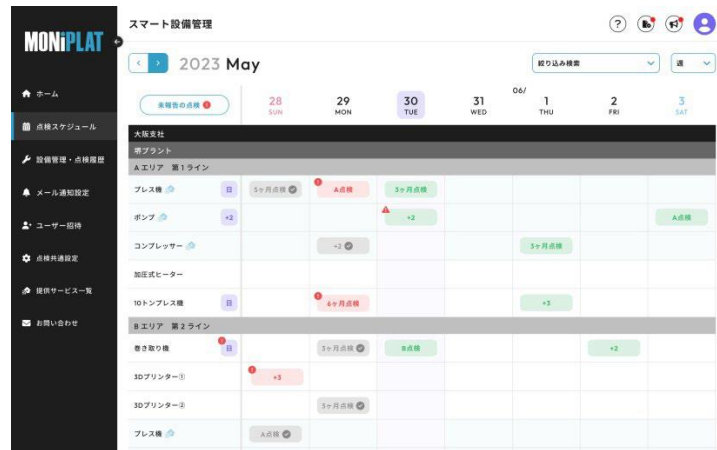 MONiPLAT
ホーム
点検スケジュール
設備管理・点検履歴
メール通知設定
ユーザー招待
点検共通設定
提供サービス一覧
お問い合わせ
スマート設備管理
?
2023 May
絞り込み検索
週
未報告の点検 !
28 SUN
29 MON
30 TUE
31 WED
06/ 1 THU
2 FRI
3 SAT
大阪支社
堺プラント
Aエリア 第1ライン
プレス機 日 5ヶ月点検 A点検 3ヶ月点検
ポンプ +2 +2 A点検
コンプレッサー +2 3ヶ月点検
加圧式ヒーター
10トンプレス機 日 6ヶ月点検 +3
Bエリア 第2ライン
巻き取り機 日 3ヶ月点検 B点検 +2
3Dプリンター① +3
3Dプリンター② 3ヶ月点検
プレス機 A点検